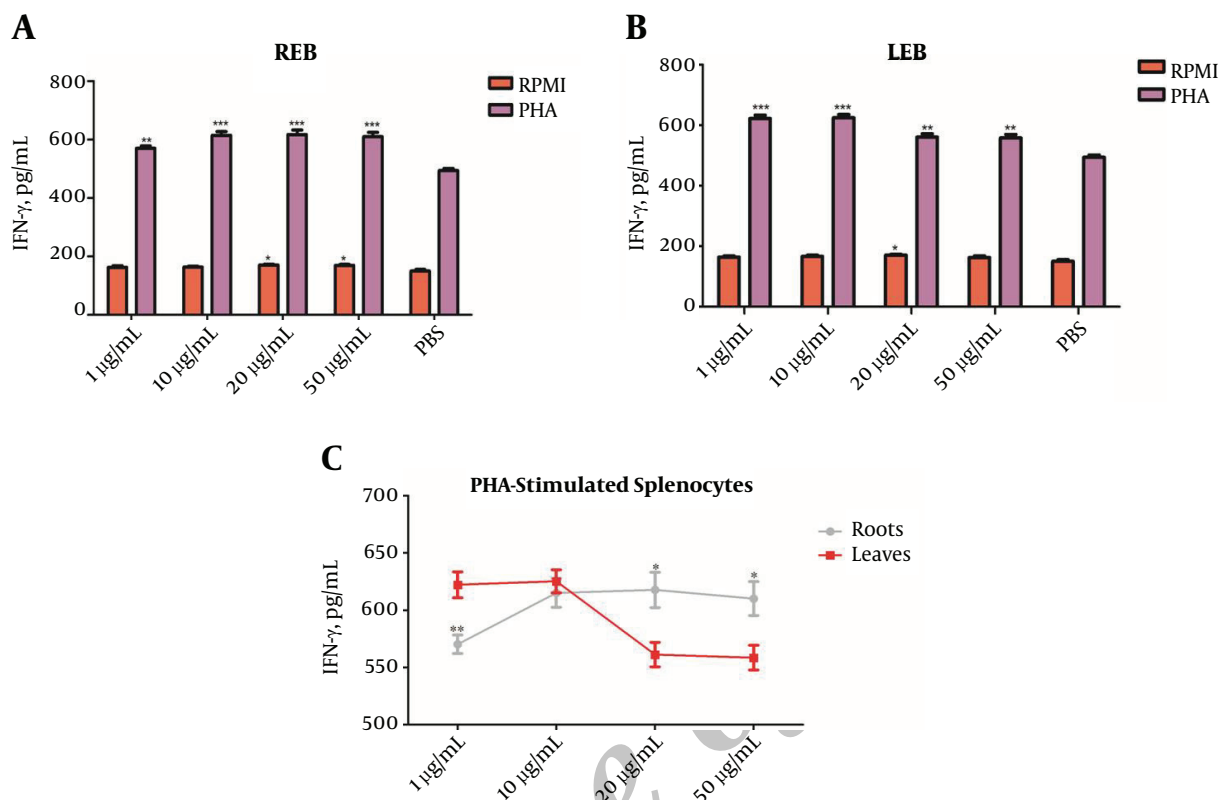 A
REB
800
600
400
200
0
IFN-γ, pg/mL
** *** *** ***
* *
1 µg/mL
10 µg/mL
20 µg/mL
50 µg/mL
PBS
RPMI
PHA
B
LEB
800
600
400
200
0
IFN-γ, pg/mL
*** *** ** **
*
1 µg/mL
10 µg/mL
20 µg/mL
50 µg/mL
PBS
RPMI
PHA
C
PHA-Stimulated Splenocytes
700
650
600
550
500
IFN-γ, pg/mL
** * *
1 µg/mL
10 µg/mL
20 µg/mL
50 µg/mL
Roots
Leaves